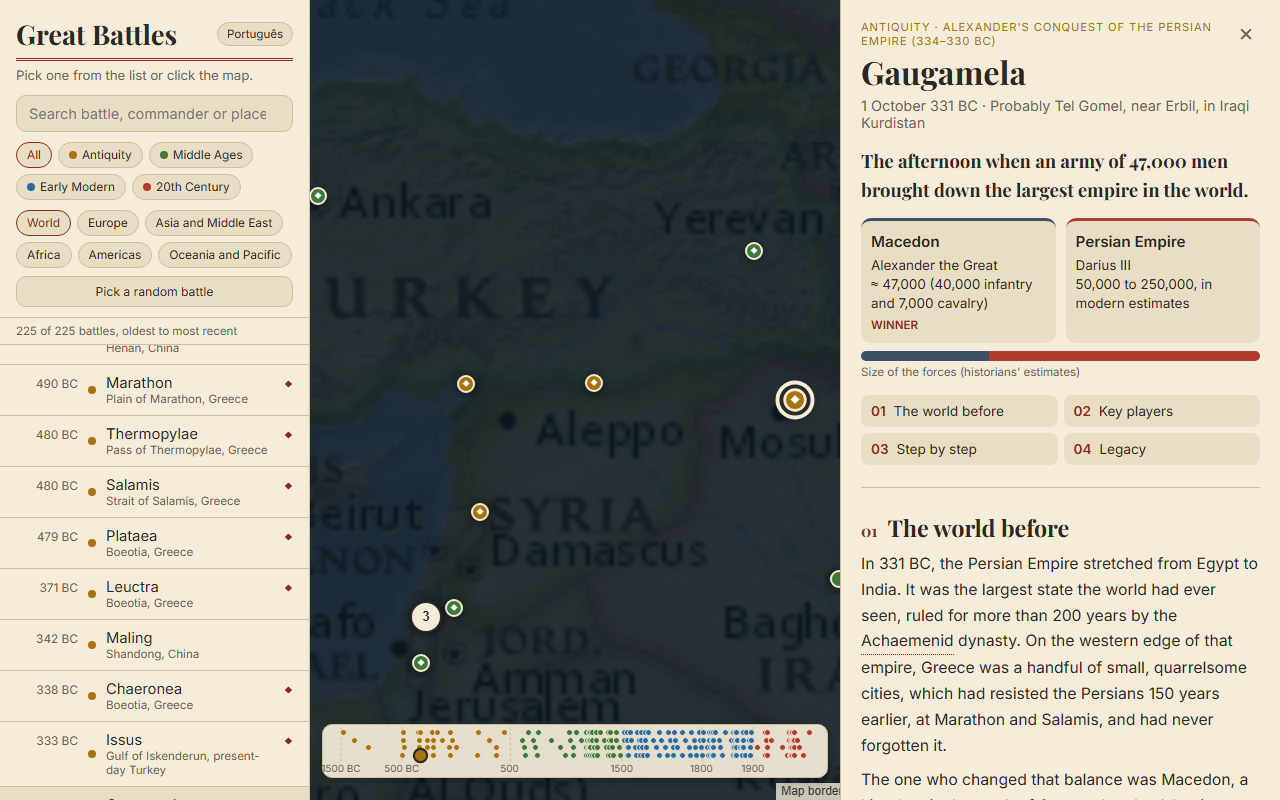 Great Battles
Português
Pick one from the list or click the map.
Search battle, commander or place
All
Antiquity
Middle Ages
Early Modern
20th Century
World
Europe
Asia and Middle East
Africa
Americas
Oceania and Pacific
Pick a random battle
225 of 225 battles, oldest to most recent
Henan, China
490 BC
Marathon
Plain of Marathon, Greece
480 BC
Thermopylae
Pass of Thermopylae, Greece
480 BC
Salamis
Strait of Salamis, Greece
479 BC
Plataea
Boeotia, Greece
371 BC
Leuctra
Boeotia, Greece
342 BC
Maling
Shandong, China
338 BC
Chaeronea
Boeotia, Greece
333 BC
Issus
Gulf of Iskenderun, present-
day Turkey
ack Sea
GEORGIA
AR
Ankara
Yerevan
URKEY
Aleppo
Mosul
SYRIA
eirut
NON
Damascus
3
afo
JORD.
Bagh
AEL
Amman
IRA
Jerusalem
1500 BC
500 BC
500
1500
1800
1900
airo
Map border
ANTIQUITY · ALEXANDER'S CONQUEST OF THE PERSIAN
EMPIRE (334–330 BC)
✕
Gaugamela
1 October 331 BC · Probably Tel Gomel, near Erbil, in Iraqi
Kurdistan
The afternoon when an army of 47,000 men
brought down the largest empire in the world.
Macedon
Alexander the Great
≈ 47,000 (40,000 infantry
and 7,000 cavalry)
WINNER
Persian Empire
Darius III
50,000 to 250,000, in
modern estimates
Size of the forces (historians' estimates)
01 The world before
02 Key players
03 Step by step
04 Legacy
01 The world before
In 331 BC, the Persian Empire stretched from Egypt to
India. It was the largest state the world had ever
seen, ruled for more than 200 years by the
Achaemenid dynasty. On the western edge of that
empire, Greece was a handful of small, quarrelsome
cities, which had resisted the Persians 150 years
earlier, at Marathon and Salamis, and had never
forgotten it.
The one who changed that balance was Macedon, a